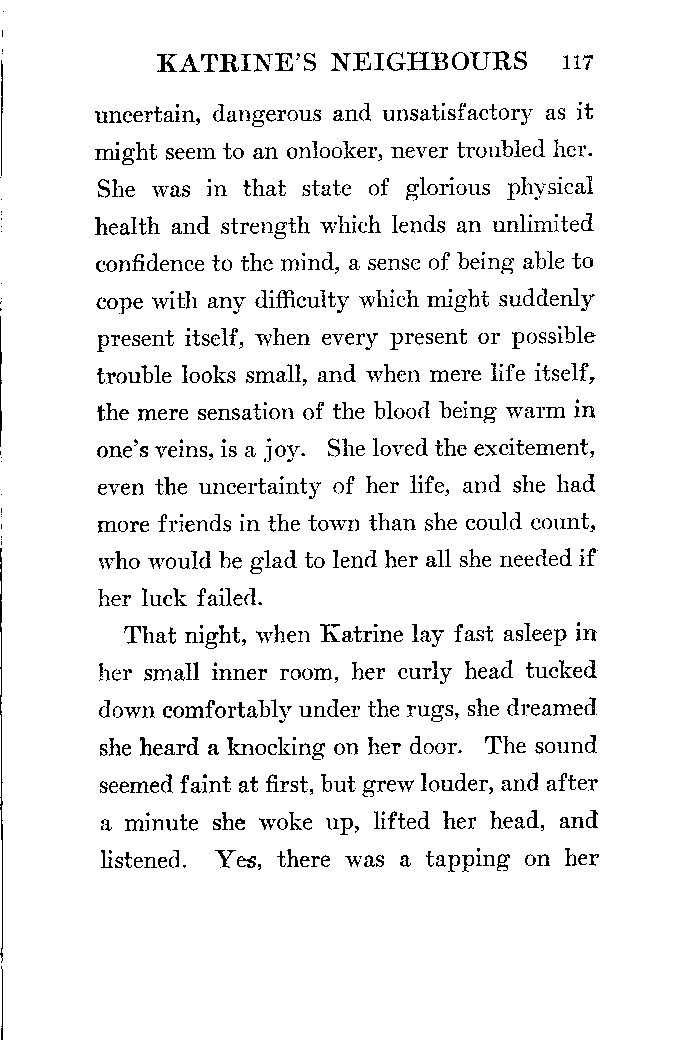 KATRINE'S NEIGHBOURS 117
uncertain, dangerous and unsatisfactory as it
might seem to an onlooker, never troubled her.
She was in that state of glorious physical
health and strength which lends an unlimited
confidence to the mind, a sense of being able to
cope with any difficulty which might suddenly
present itself, when every present or possible
trouble looks small, and when mere life itself,
the mere sensation of the blood being warm in
one's veins, is a joy. She loved the excitement,
even the uncertainty of her life, and she had
more friends in the town than she could count,
who would be glad to lend her all she needed if
her luck failed.
That night, when Katrine lay fast asleep in
her small inner room, her curly head tucked
down comfortably under the rugs, she dreamed
she heard a knocking on her door. The sound
seemed faint at first, but grew louder, and after
a minute she woke up, lifted her head, and
listened. Yes, there was a tapping on her